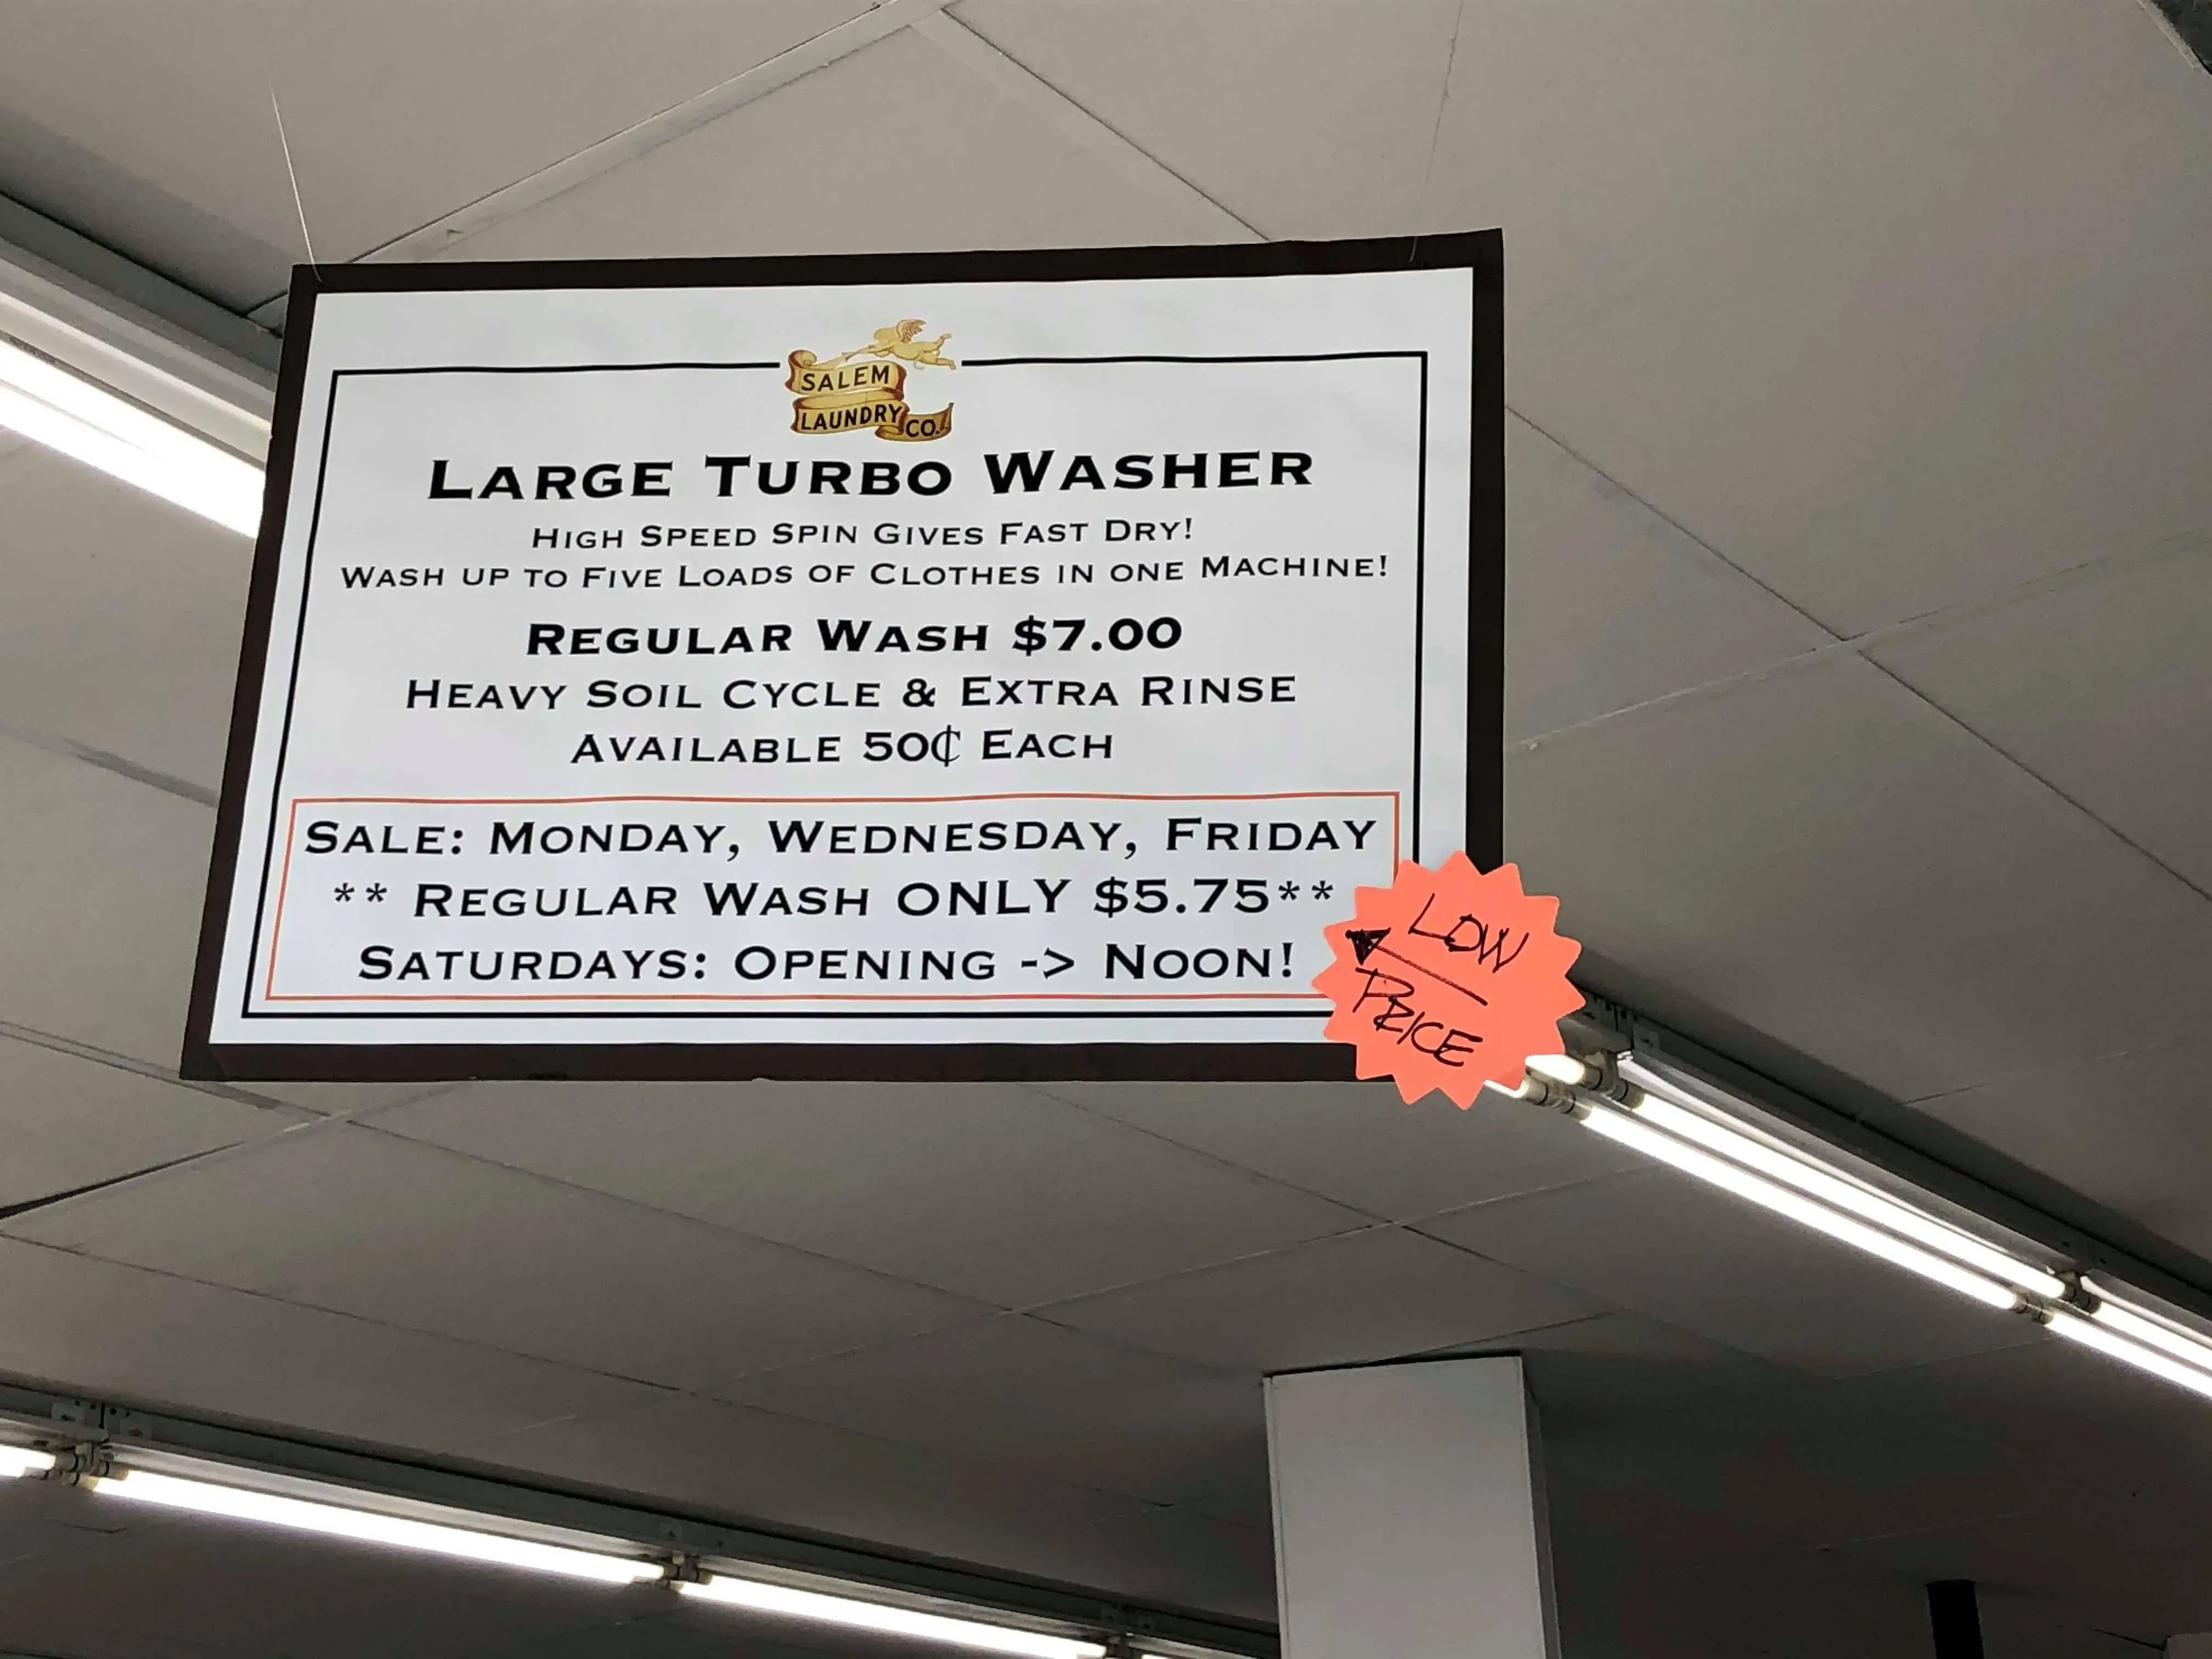 SALEM
LAUNDRY CO.
LARGE TURBO WASHER
HIGH SPEED SPIN GIVES FAST DRY!
WASH UP TO FIVE LOADS OF CLOTHES IN ONE MACHINE!
REGULAR WASH $7.00
HEAVY SOIL CYCLE & EXTRA RINSE
AVAILABLE 50¢ EACH
SALE: MONDAY, WEDNESDAY, FRIDAY
** REGULAR WASH ONLY $5.75**
SATURDAYS: OPENING -> NOON!
LOW
PRICE